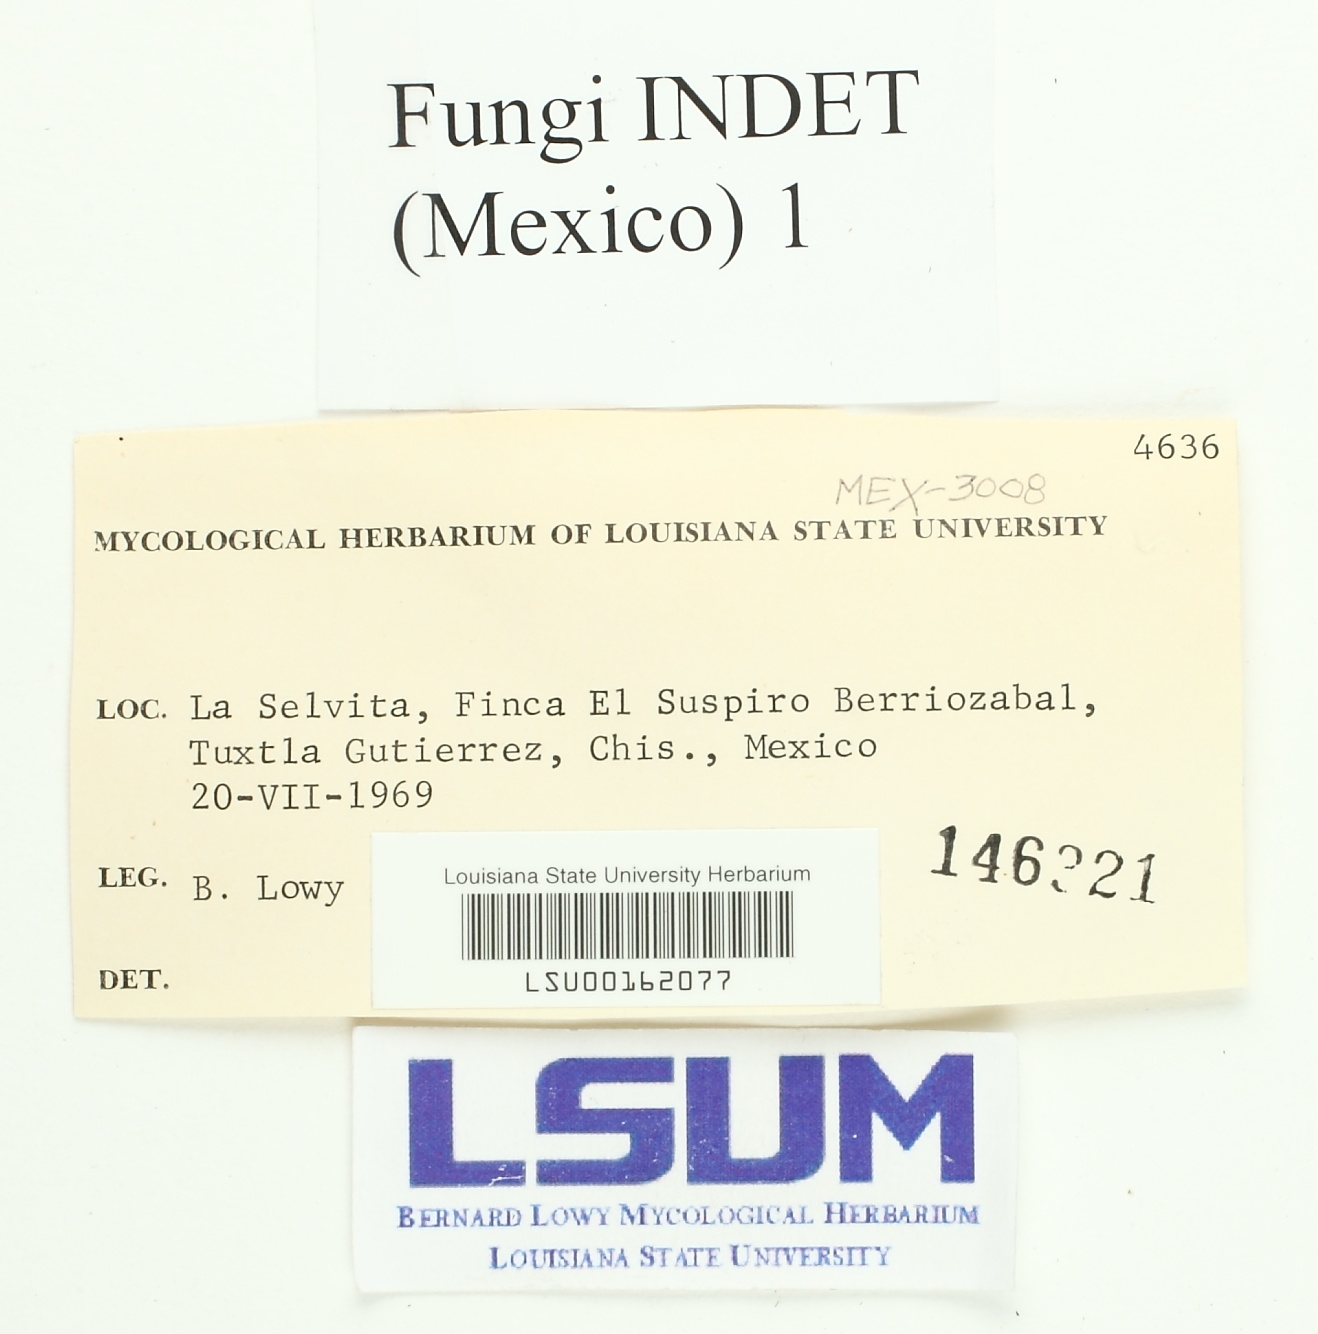 Fungi INDET
(Mexico) 1
4636
MEX-3008
MYCOLOGICAL HERBARIUM OF LOUISIANA STATE UNIVERSITY
LOC. La Selvita, Finca El Suspiro Berriozabal,
Tuxtla Gutierrez, Chis., Mexico
20-VII-1969
LEG. B. Lowy
Louisiana State University Herbarium
LSU00162077
DET.
LSUM
BERNARD LOWY MYCOLOGICAL HERBARIUM
LOUISIANA STATE UNIVERSITY